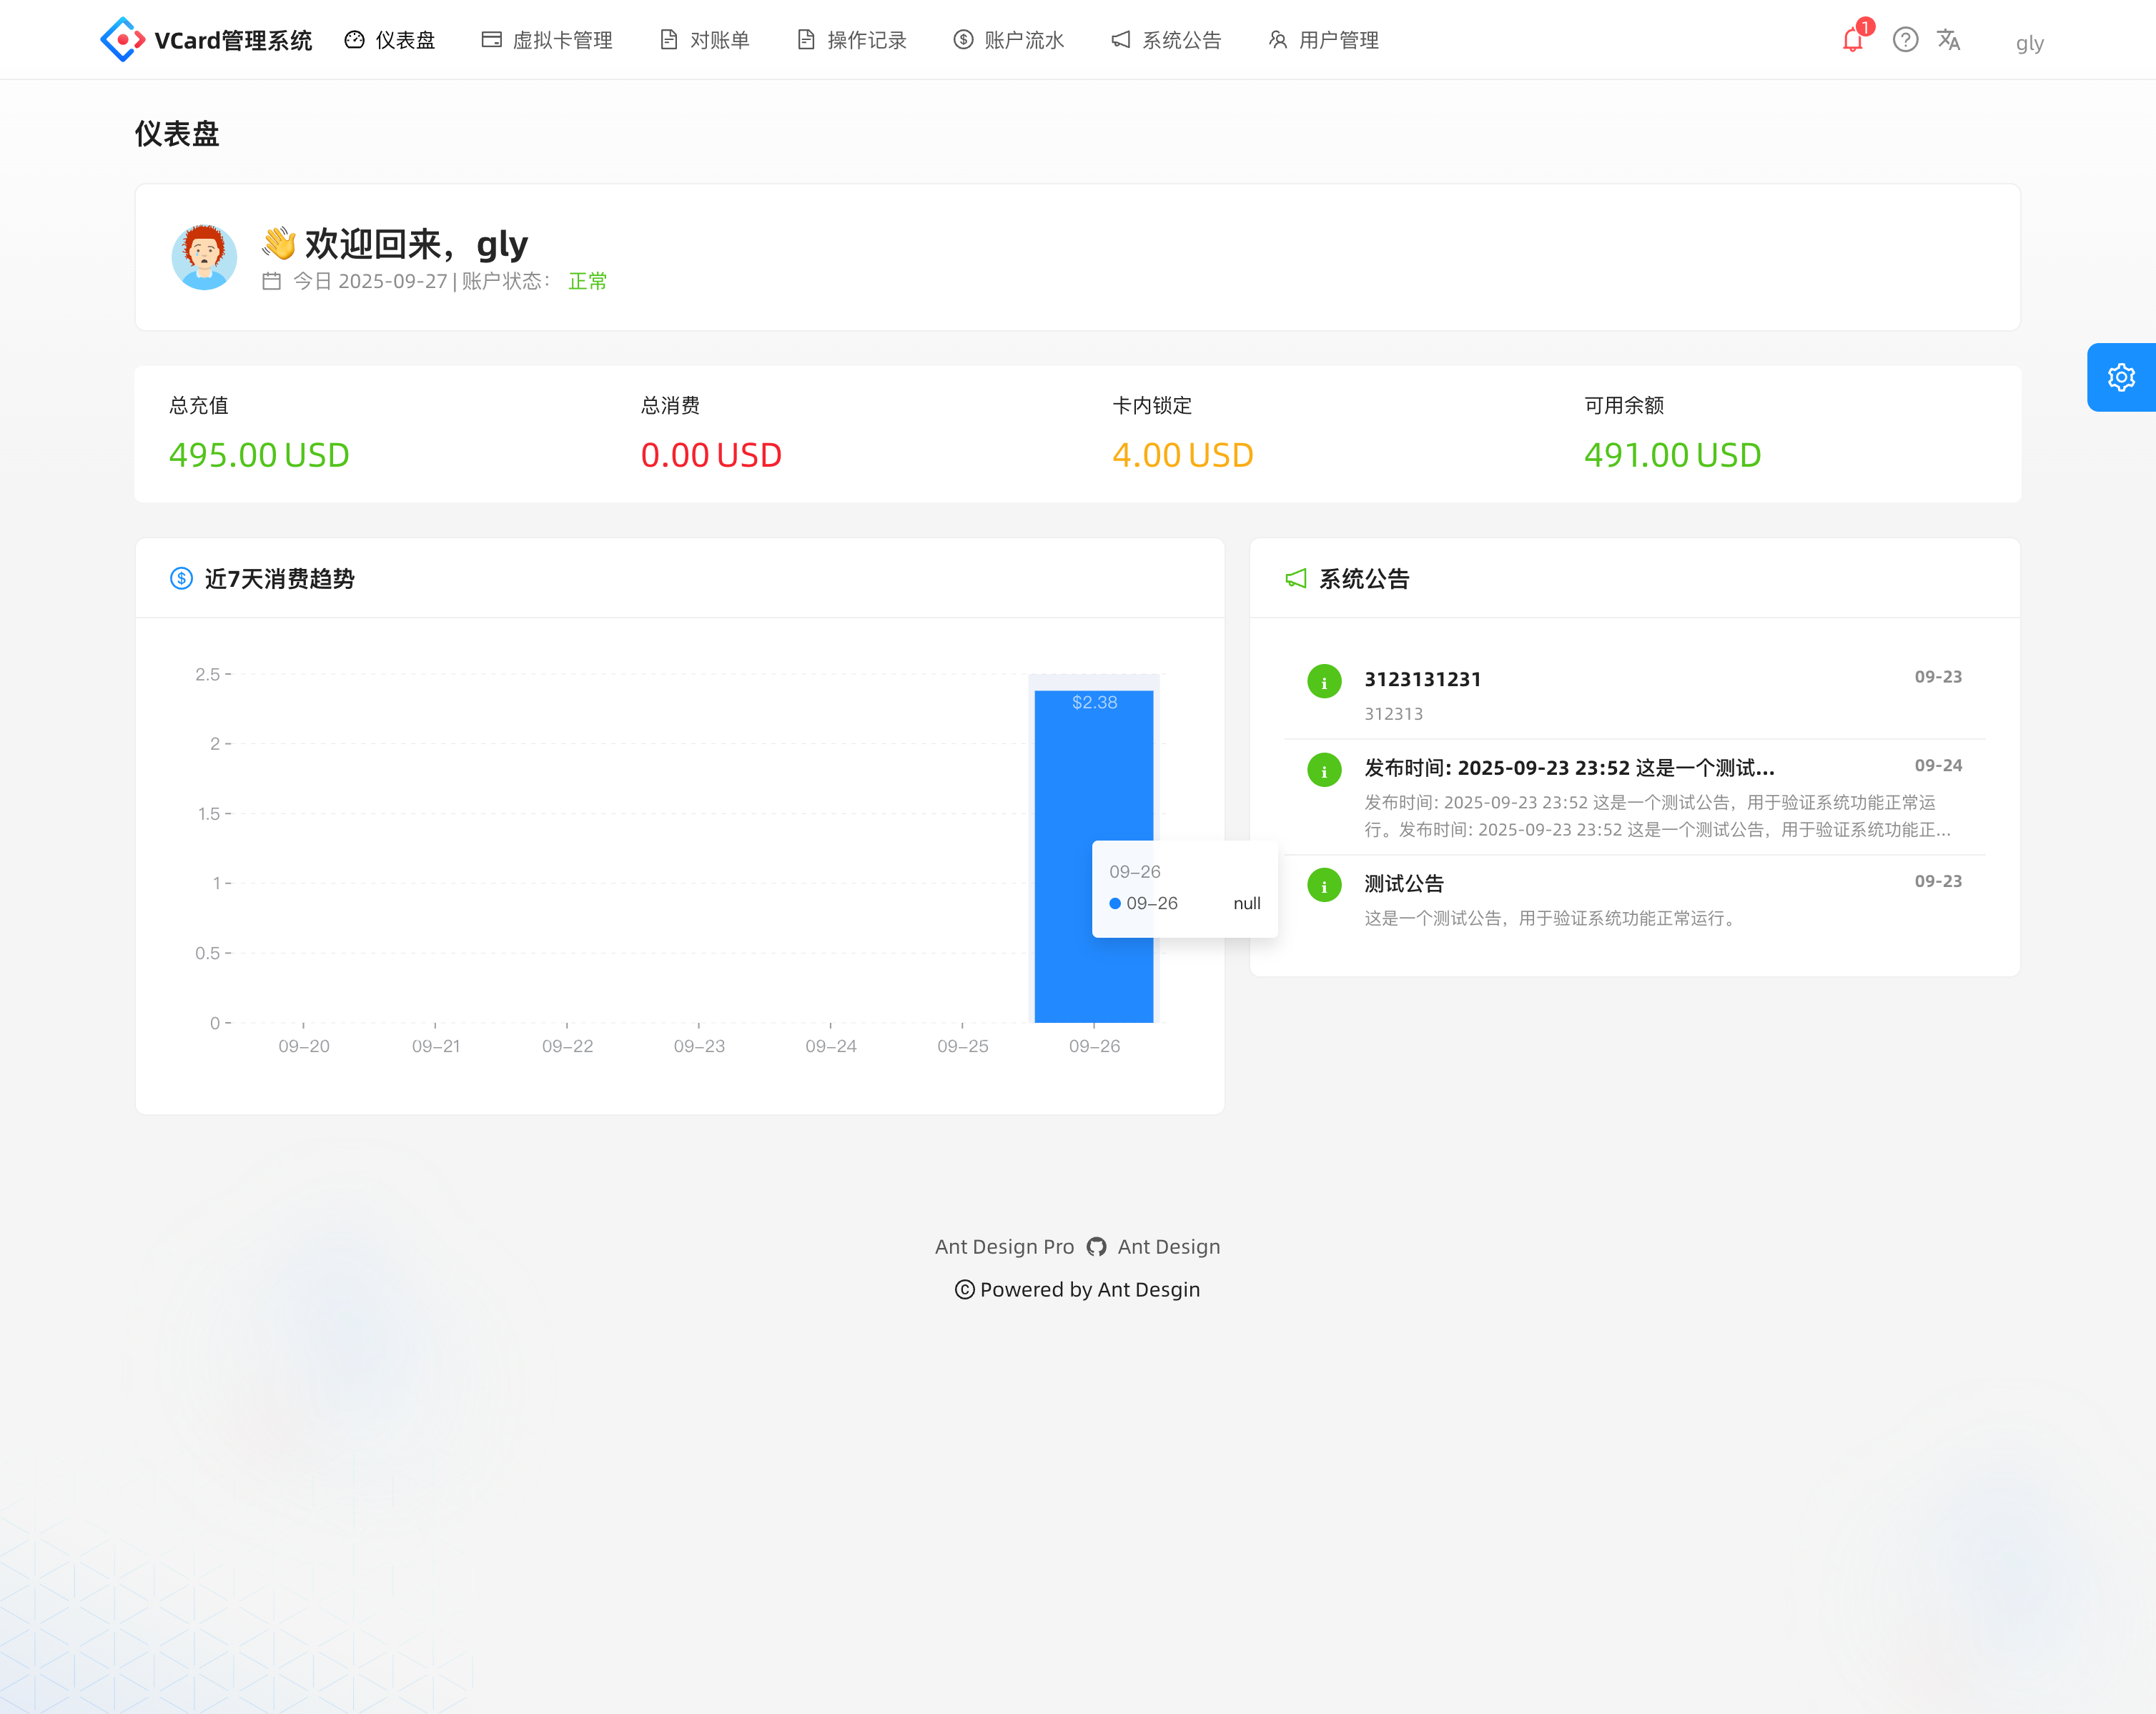 VCard管理系统 仪表盘 虚拟卡管理 对账单 操作记录 账户流水 系统公告 用户管理 1 gly
仪表盘
👋 欢迎回来，gly
今日 2025-09-27 | 账户状态： 正常
总充值 总消费 卡内锁定 可用余额
495.00 USD 0.00 USD 4.00 USD 491.00 USD
近7天消费趋势
2.5
2
1.5
1
0.5
0
$2.38
09-26
09-26 null
09-20 09-21 09-22 09-23 09-24 09-25 09-26
系统公告
3123131231 09-23
312313
发布时间: 2025-09-23 23:52 这是一个测试... 09-24
发布时间: 2025-09-23 23:52 这是一个测试公告，用于验证系统功能正常运
行。发布时间: 2025-09-23 23:52 这是一个测试公告，用于验证系统功能正...
测试公告 09-23
这是一个测试公告，用于验证系统功能正常运行。
Ant Design Pro Ant Design
© Powered by Ant Desgin